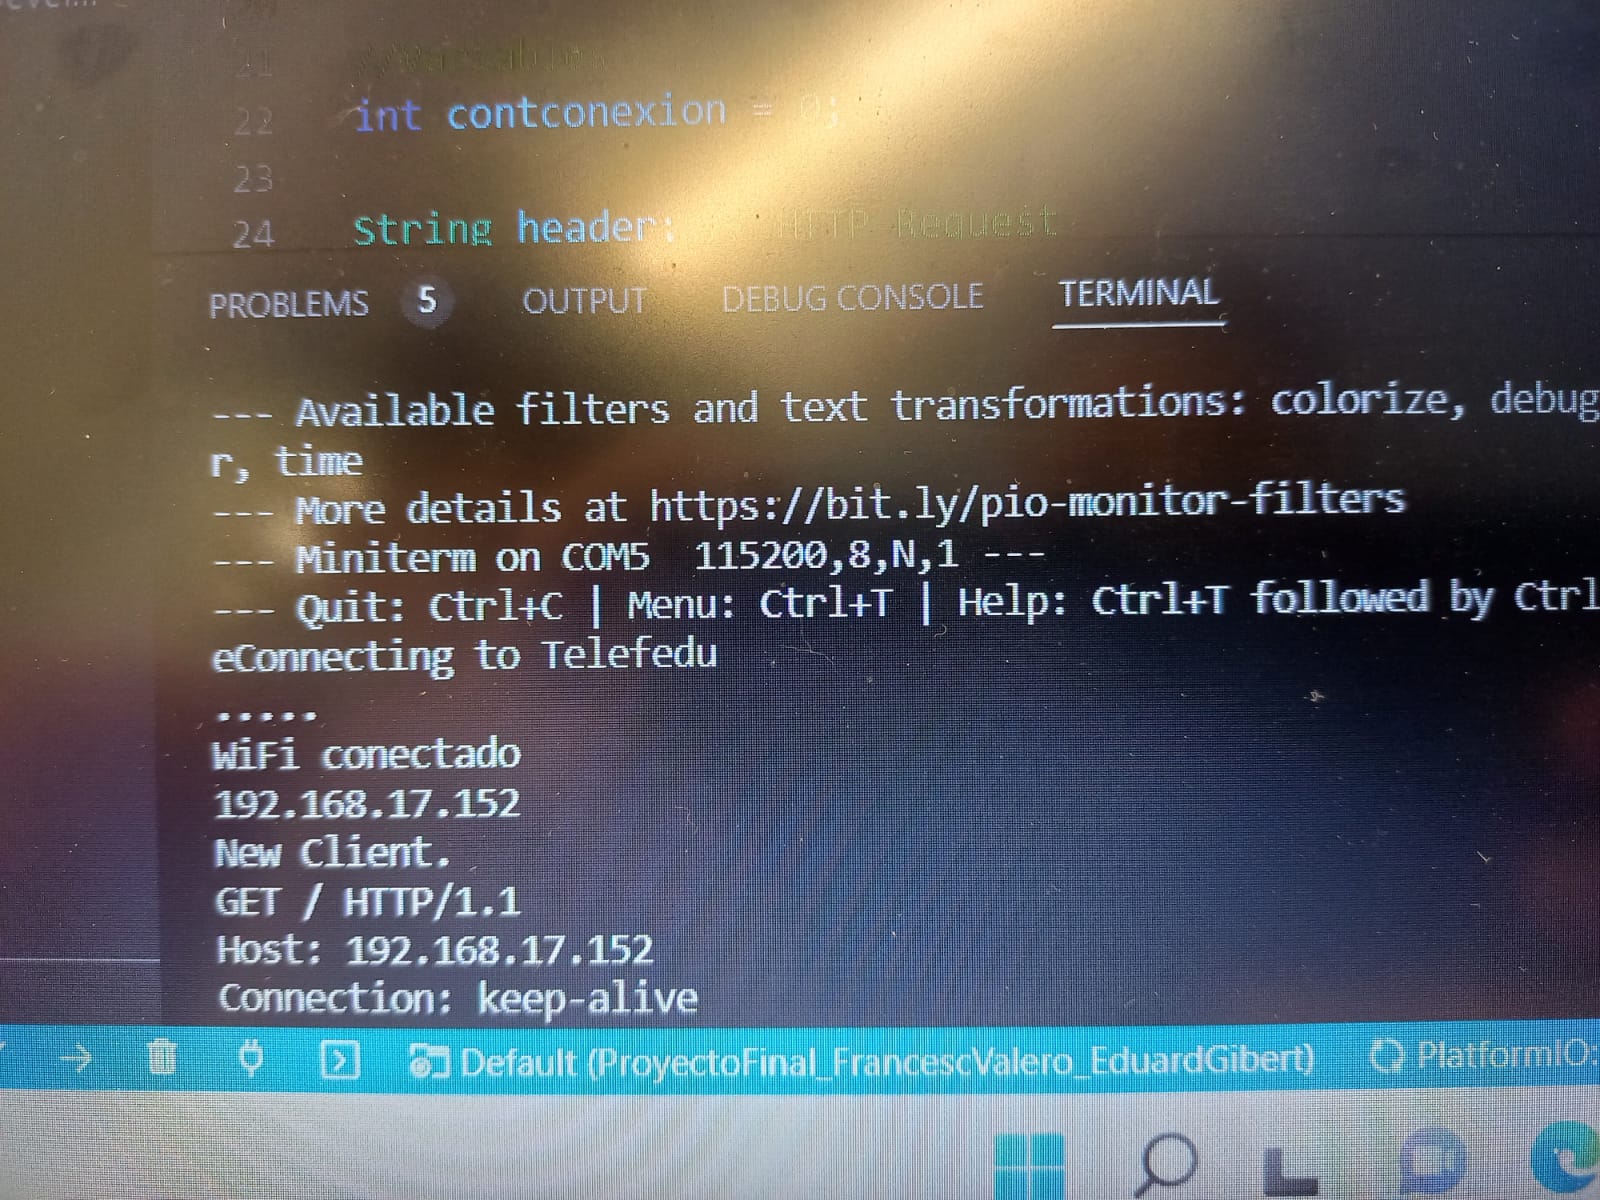 21
22 int contconexion = 0;
23
24 String header; HTTP Request
PROBLEMS 5 OUTPUT DEBUG CONSOLE TERMINAL
--- Available filters and text transformations: colorize, debug
r, time
--- More details at https://bit.ly/pio-monitor-filters
--- Miniterm on COM5  115200,8,N,1 ---
--- Quit: Ctrl+C | Menu: Ctrl+T | Help: Ctrl+T followed by Ctrl
eConnecting to Telefedu
.....
WiFi conectado
192.168.17.152
New Client.
GET / HTTP/1.1
Host: 192.168.17.152
Connection: keep-alive
Default (ProyectoFinal_FrancescValero_EduardGibert) PlatformIO: